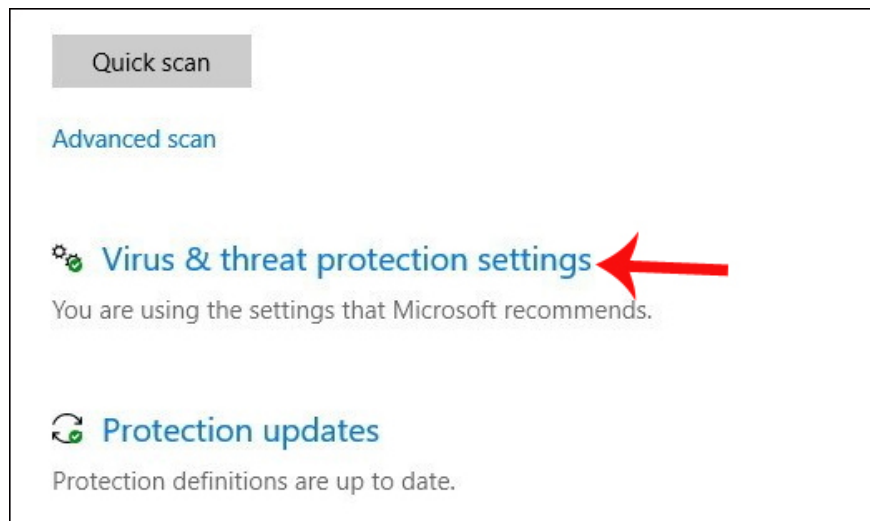 Quick scan
Advanced scan
Virus & threat protection settings
You are using the settings that Microsoft recommends.
Protection updates
Protection definitions are up to date.